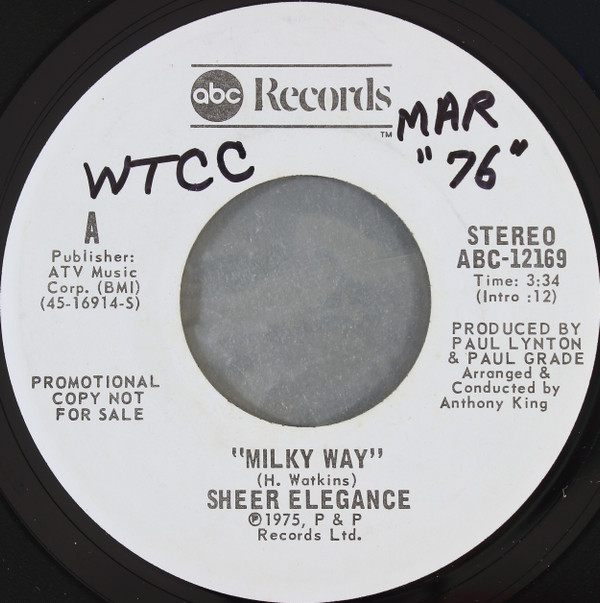 abc Records
TM
MAR
"76"
WTCC
A
Publisher:
ATV Music
Corp. (BMI)
(45-16914-S)
STEREO
ABC-12169
Time: 3:34
(Intro :12)
PRODUCED BY
PAUL LYNTON
& PAUL GRADE
Arranged &
Conducted by
Anthony King
PROMOTIONAL
COPY NOT
FOR SALE
"MILKY WAY"
(H. Watkins)
SHEER ELEGANCE
℗1975, P & P
Records Ltd.